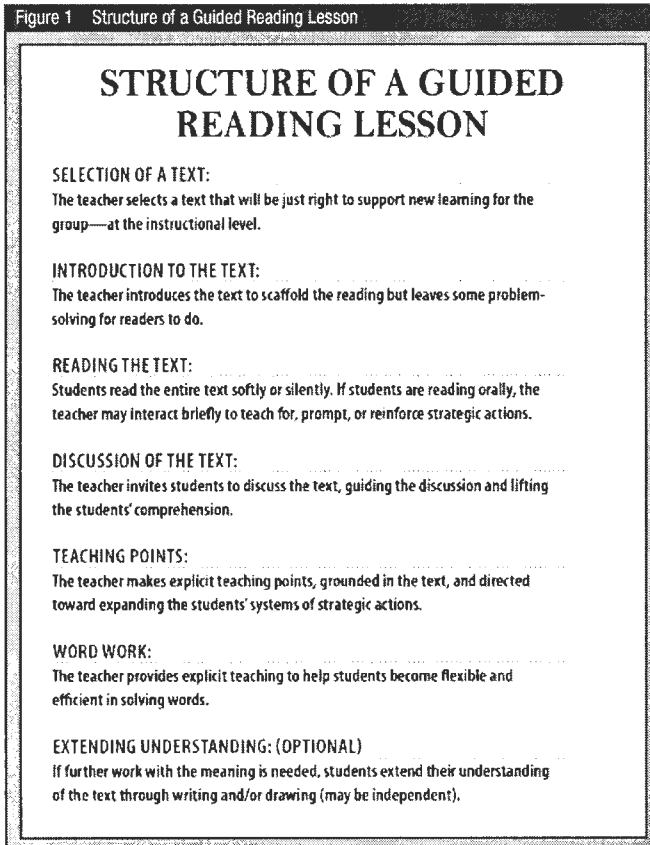 Figure 1 Structure of a Guided Reading Lesson
STRUCTURE OF A GUIDED
READING LESSON
SELECTION OF A TEXT:
The teacher selects a text that will be just right to support new learning for the
group—at the instructional level.
INTRODUCTION TO THE TEXT:
The teacher introduces the text to scaffold the reading but leaves some problem-
solving for readers to do.
READING THE TEXT:
Students read the entire text softly or silently. If students are reading orally, the
teacher may interact briefly to teach for, prompt, or reinforce strategic actions.
DISCUSSION OF THE TEXT:
The teacher invites students to discuss the text, guiding the discussion and lifting
the students' comprehension.
TEACHING POINTS:
The teacher makes explicit teaching points, grounded in the text, and directed
toward expanding the students' systems of strategic actions.
WORD WORK:
The teacher provides explicit teaching to help students become flexible and
efficient in solving words.
EXTENDING UNDERSTANDING: (OPTIONAL)
If further work with the meaning is needed, students extend their understanding
of the text through writing and/or drawing (may be independent).